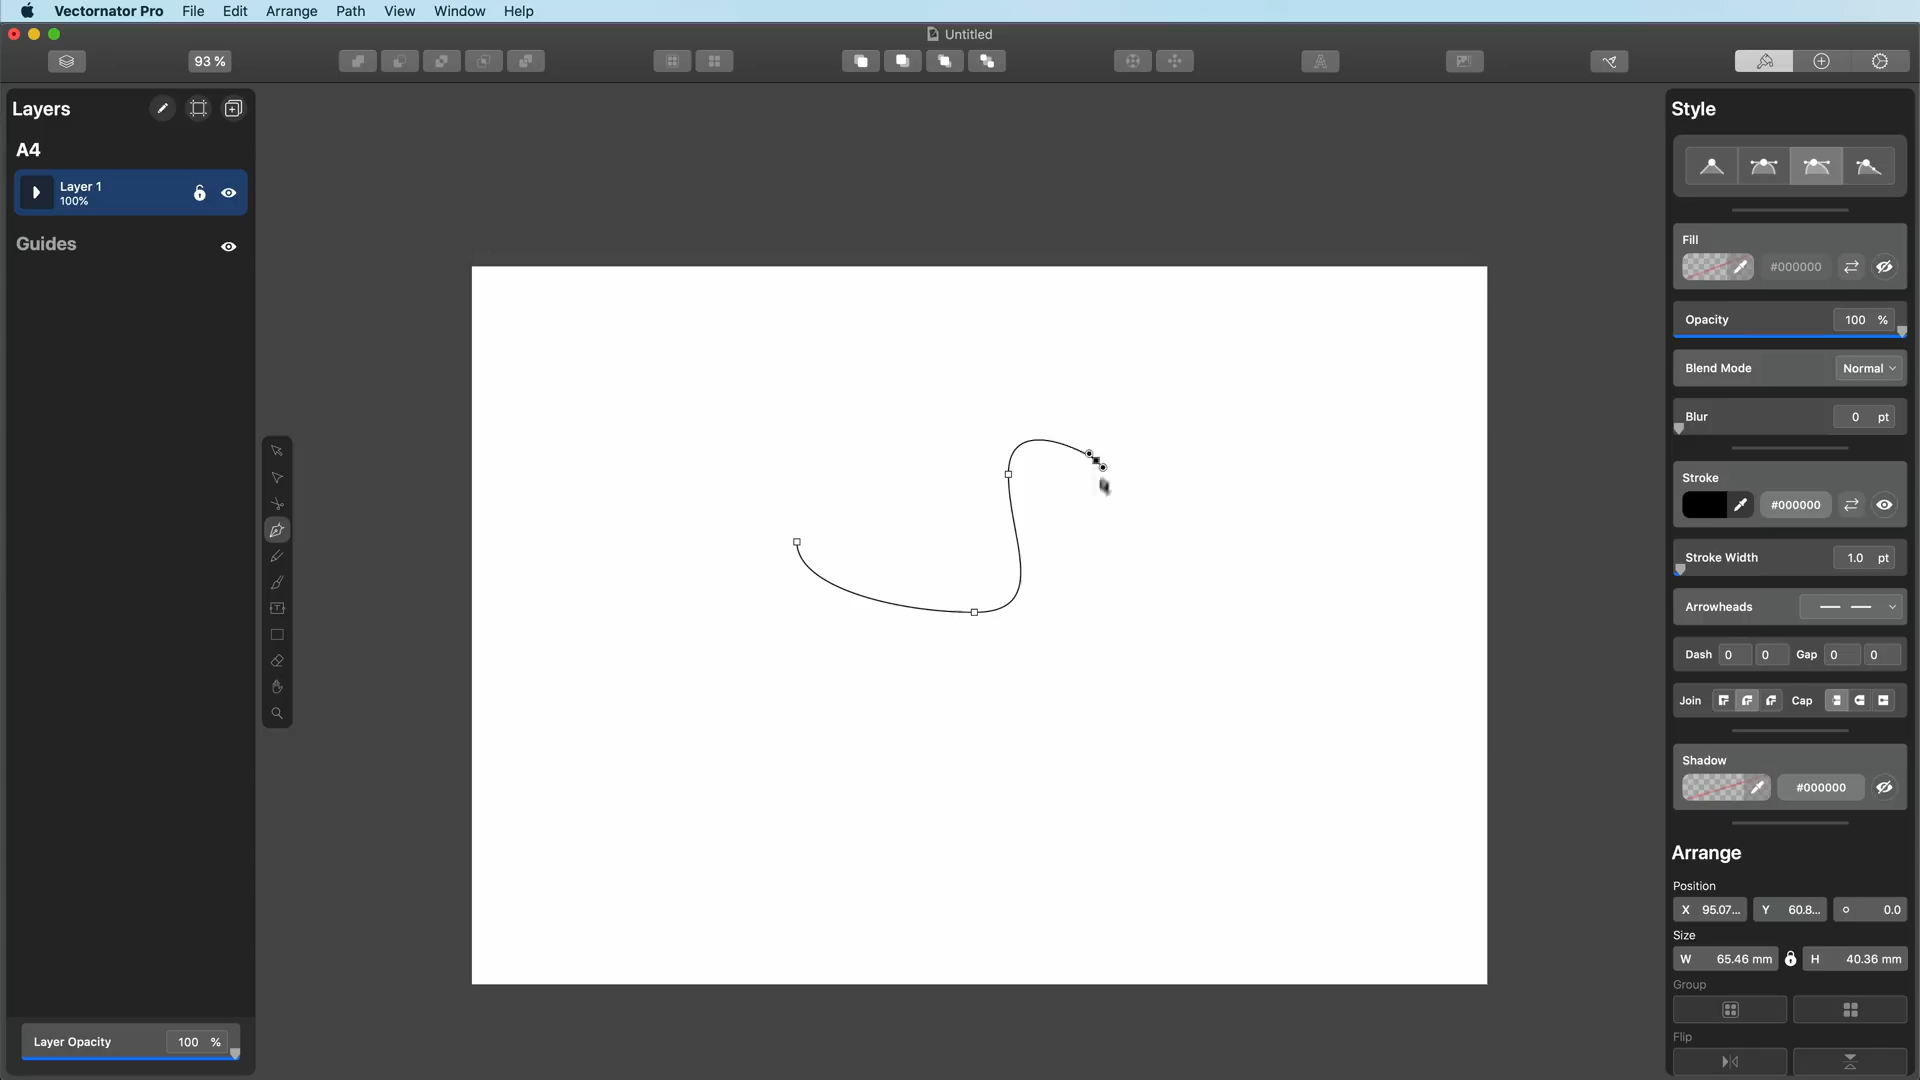 Vectornator Pro File Edit Arrange Path View Window Help
Untitled
93 %
Layers
A4
Layer 1
100%
Guides
Layer Opacity 100 %
Style
Fill
#000000
Opacity 100 %
Blend Mode Normal
Blur 0 pt
Stroke
#000000
Stroke Width 1.0 pt
Arrowheads
Dash 0 0 Gap 0 0
Join Cap
Shadow
#000000
Arrange
Position
X 95.07... Y 60.8... 0.0
Size
W 65.46 mm H 40.36 mm
Group
Flip